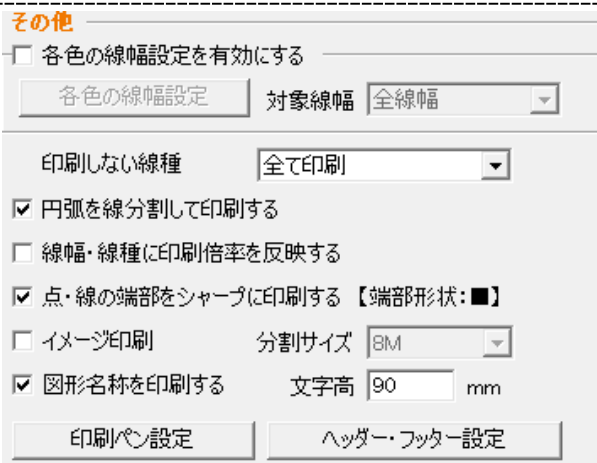 その他
各色の線幅設定を有効にする
各色の線幅設定 対象線幅 全線幅
印刷しない線種 全て印刷
円弧を線分割して印刷する
線幅・線種に印刷倍率を反映する
点・線の端部をシャープに印刷する【端部形状:■】
イメージ印刷 分割サイズ 8M
図形名称を印刷する 文字高 90 mm
印刷ペン設定 ヘッダー・フッター設定